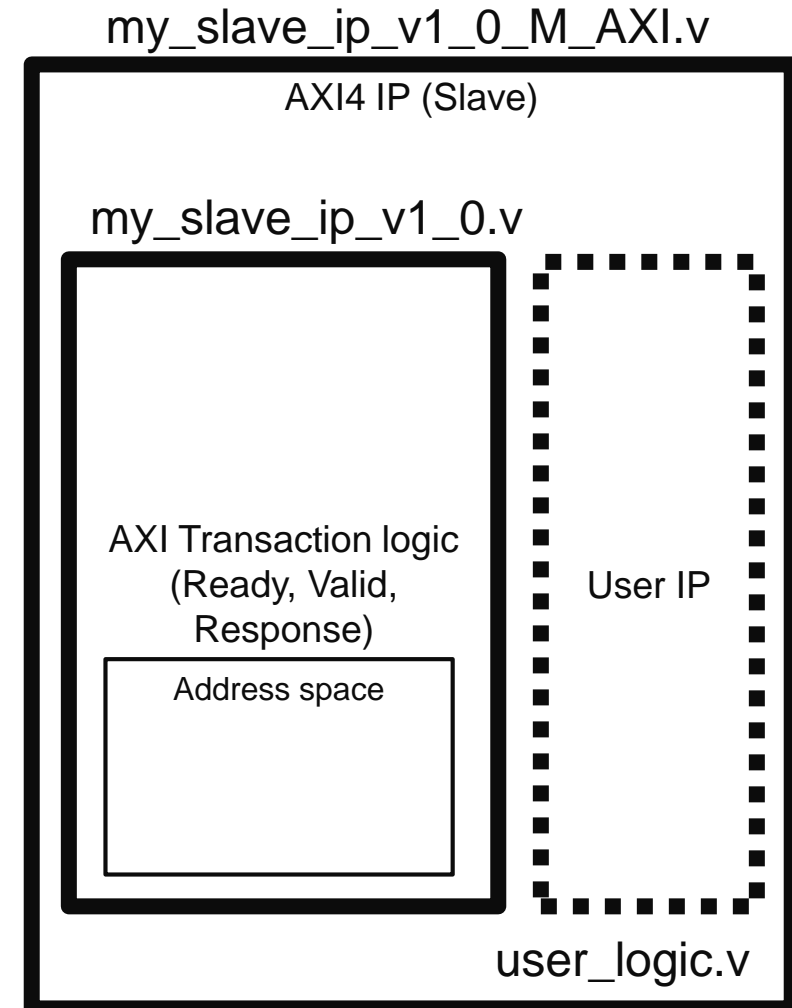 my_slave_ip_v1_0_M_AXI.v
AXI4 IP (Slave)
my_slave_ip_v1_0.v
AXI Transaction logic
(Ready, Valid,
Response)
User IP
Address space
user_logic.v